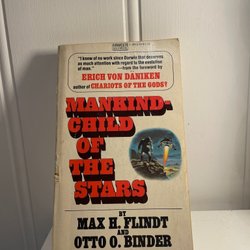 "I know of no work since Darwin that deserves
as much attention with regard to the evolution
of man." —from the foreword by
ERICH VON DÄNIKEN
author of CHARIOTS OF THE GODS?
MANKIND-
CHILD
OF
THE
STARS
BY
MAX H. FLINDT
AND
OTTO O. BINDER